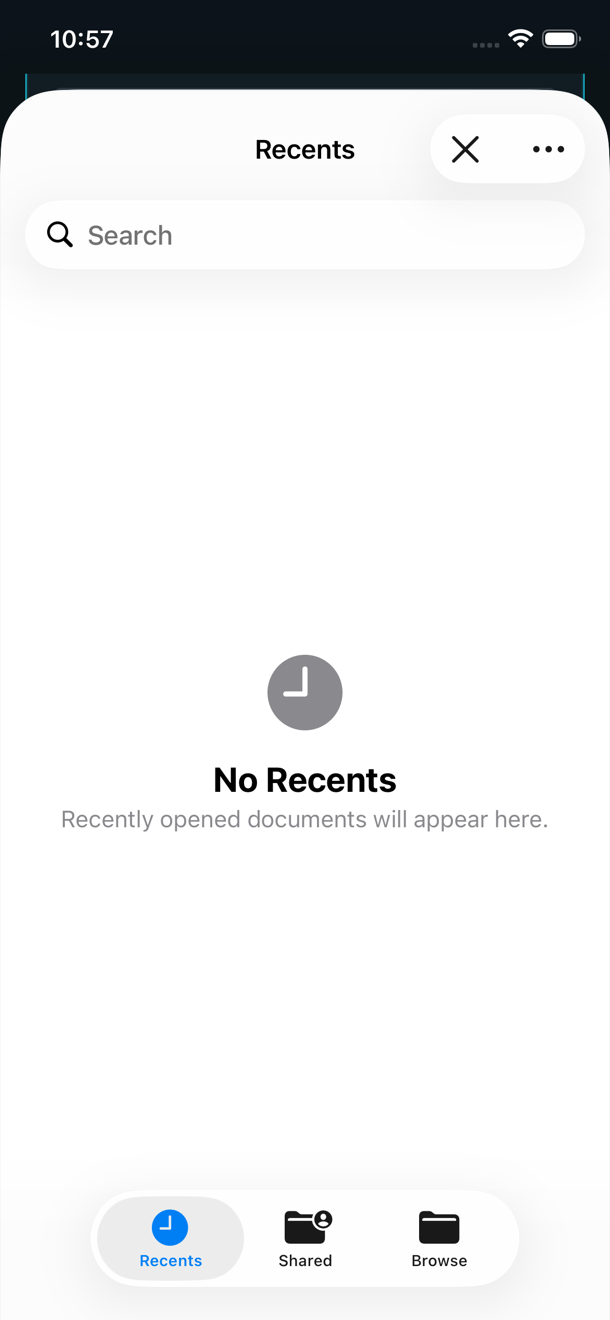 10:57
Recents
Search
No Recents
Recently opened documents will appear here.
Recents
Shared
Browse